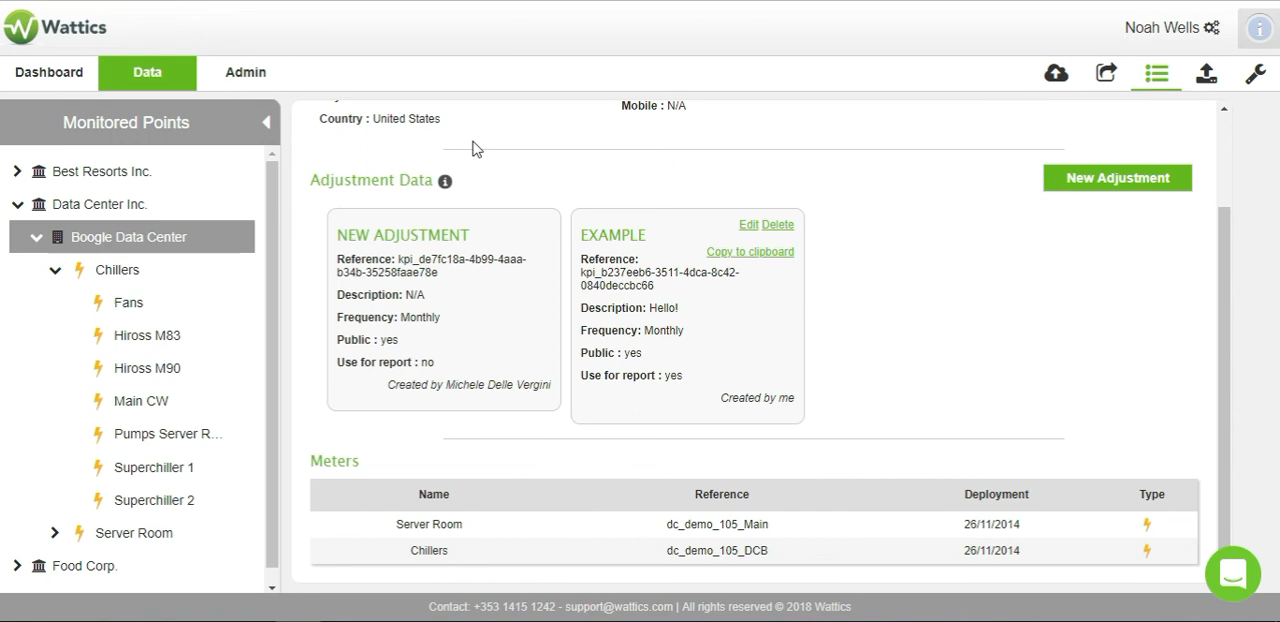 Wattics
Noah Wells
Dashboard
Data
Admin
Monitored Points
Best Resorts Inc.
Data Center Inc.
Boogle Data Center
Chillers
Fans
Hiross M83
Hiross M90
Main CW
Pumps Server R...
Superchiller 1
Superchiller 2
Server Room
Food Corp.
Mobile : N/A
Country : United States
Adjustment Data
New Adjustment
NEW ADJUSTMENT
Reference: kpi_de7fc18a-4b99-4aaa-
b34b-35258faae78e
Description: N/A
Frequency: Monthly
Public : yes
Use for report : no
Created by Michele Delle Vergini
Edit Delete
EXAMPLE
Copy to clipboard
Reference:
kpi_b237eeb6-3511-4dca-8c42-
0840deccbc66
Description: Hello!
Frequency: Monthly
Public : yes
Use for report : yes
Created by me
Meters
Name Reference Deployment Type
Server Room dc_demo_105_Main 26/11/2014
Chillers dc_demo_105_DCB 26/11/2014
Contact: +353 1415 1242 - support@wattics.com | All rights reserved © 2018 Wattics